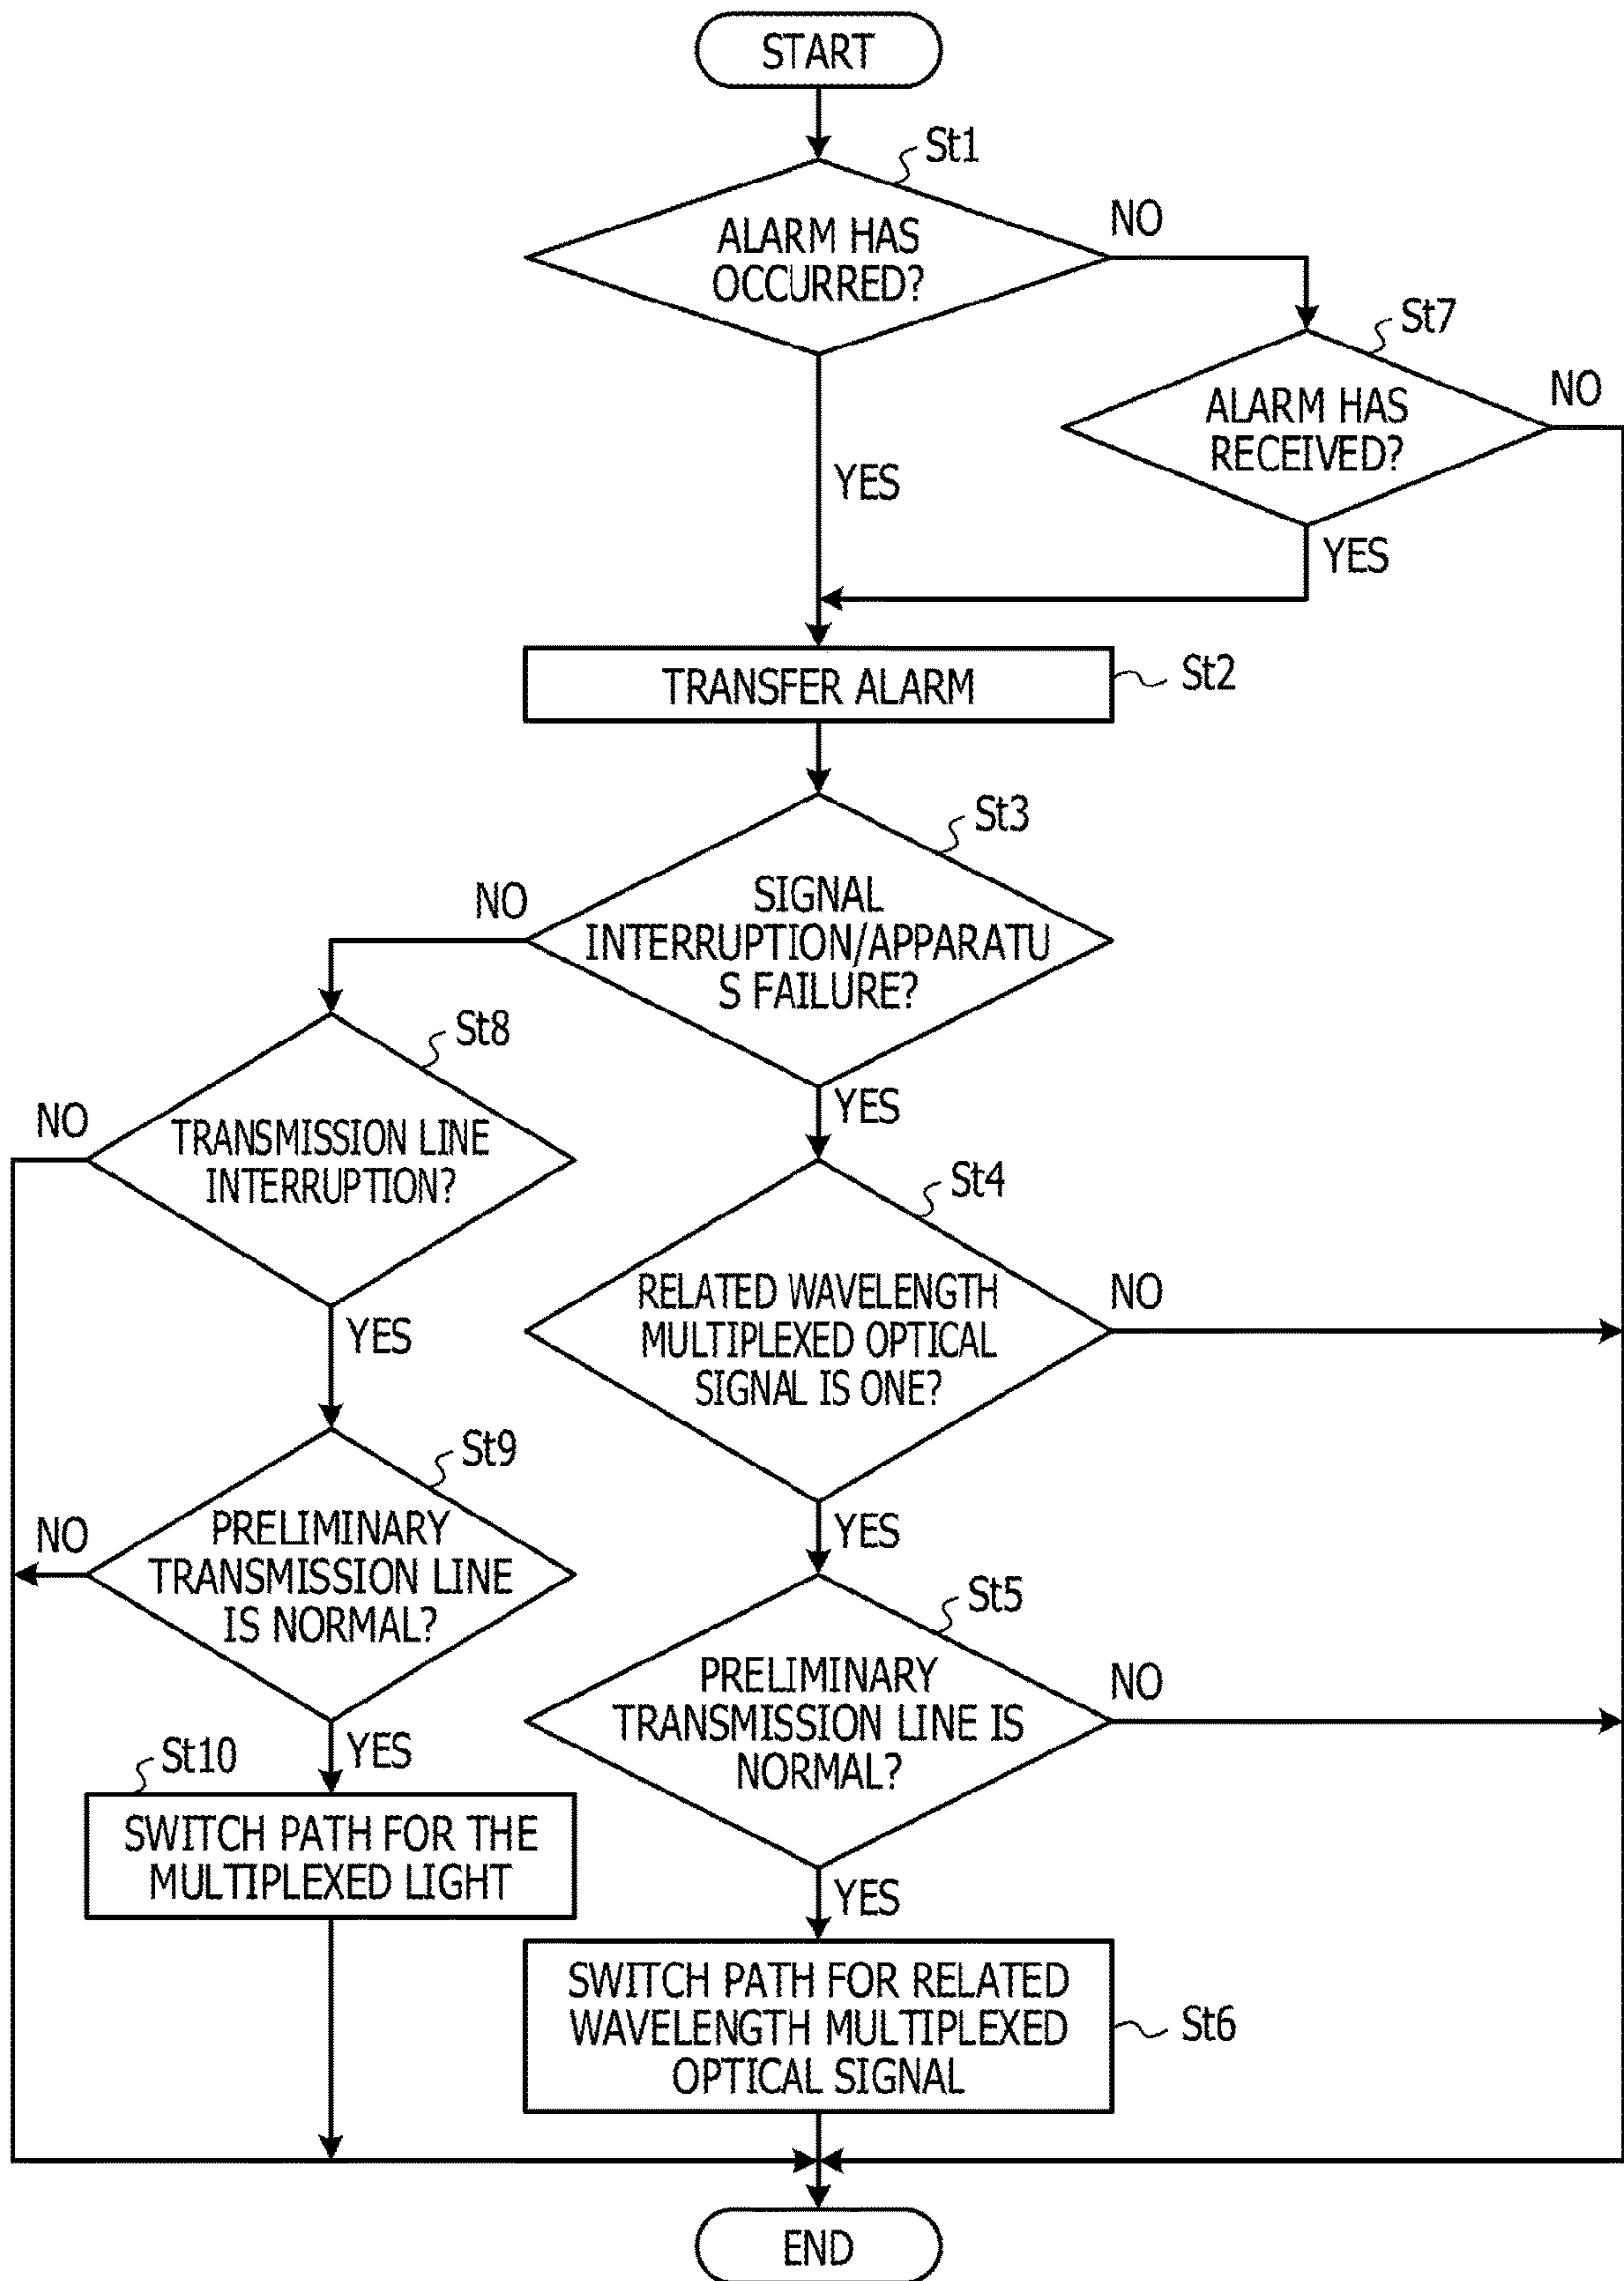 START
St1
ALARM HAS
OCCURRED?
NO
St7
ALARM HAS
RECEIVED?
NO
YES
YES
TRANSFER ALARM
St2
St3
SIGNAL
INTERRUPTION/APPARATU
S FAILURE?
NO
YES
St8
TRANSMISSION LINE
INTERRUPTION?
NO
YES
St4
RELATED WAVELENGTH
MULTIPLEXED OPTICAL
SIGNAL IS ONE?
NO
YES
St9
PRELIMINARY
TRANSMISSION LINE
IS NORMAL?
NO
YES
St5
PRELIMINARY
TRANSMISSION LINE IS
NORMAL?
NO
YES
St10
SWITCH PATH FOR THE
MULTIPLEXED LIGHT
SWITCH PATH FOR RELATED
WAVELENGTH MULTIPLEXED
OPTICAL SIGNAL
St6
END